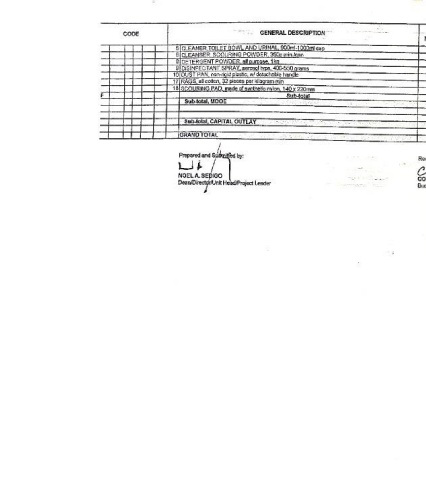 CODE
GENERAL DESCRIPTION
5 CLEANER TOILET BOWL AND URINAL, 900ml-1000ml cap
6 CLEANSER, SCOURING POWDER, 350g min./can
8 DETERGENT POWDER, all purpose, 1kg
9 DISINFECTANT SPRAY, aerosol type, 400-500 grams
10 DUST PAN, non-rigid plastic, w/ detachable handle
17 RAGS, all cotton, 32 pieces per kilogram min
18 SCOURING PAD, made of synthetic nylon, 140 x 220mm
F Sub-total
Sub-total, MOOE
Sub-total, CAPITAL OUTLAY
GRAND TOTAL
Prepared and Submitted by:
NOEL A. SEDIGO
Dean/Director/Unit Head/Project Leader